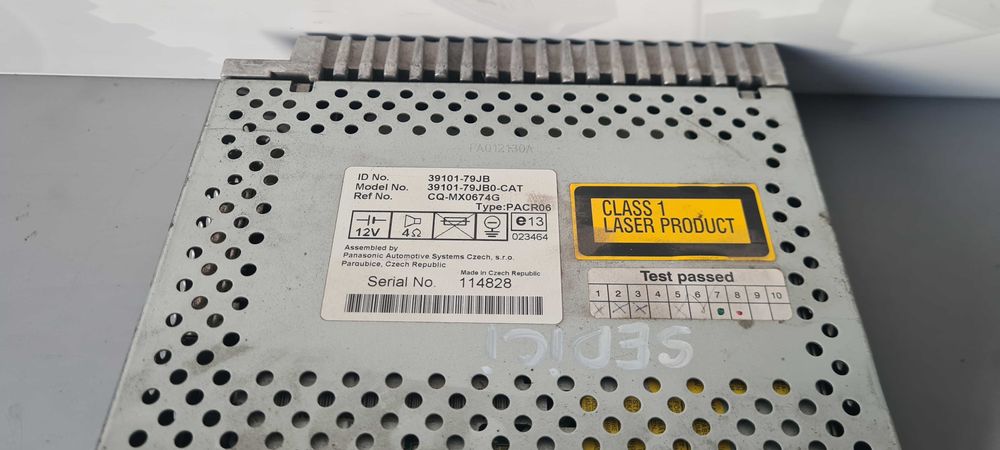 PA012130A
ID No. 39101-79JB
Model No. 39101-79JB0-CAT
Ref No. CQ-MX0674G
Type:PACR06
12V 4Ω e13
023464
Assembled by
Panasonic Automotive Systems Czech, s.r.o.
Paroubice, Czech Republic
Made in Czech Republic
Serial No. 114828
CLASS 1
LASER PRODUCT
Test passed
1 2 3 4 5 6 7 8 9 10
SEDICI